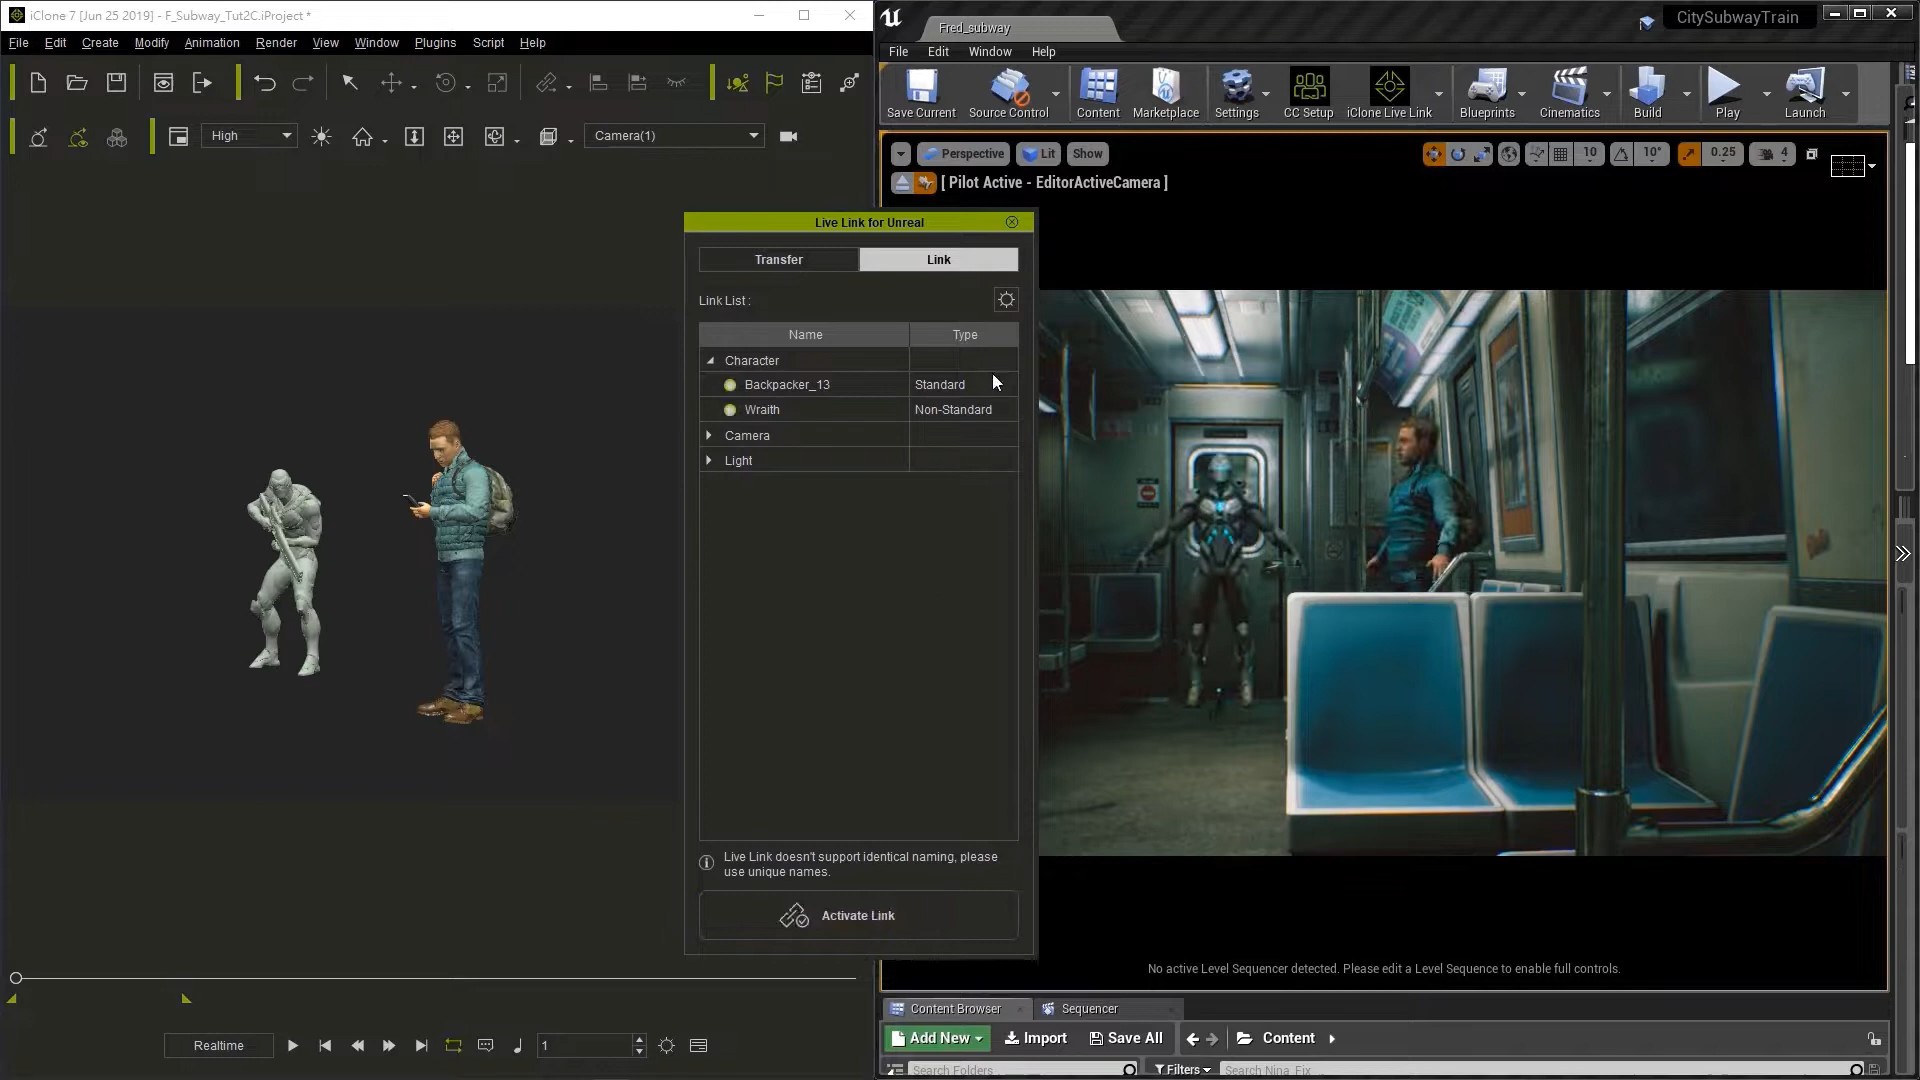 iClone 7 [Jun 25 2019] - F_Subway_Tut2C.iProject *
File Edit Create Modify Animation Render View Window Plugins Script Help
High
Camera(1)
Fred_subway
CitySubwayTrain
File Edit Window Help
Save Current Source Control Content Marketplace Settings CC Setup iClone Live Link Blueprints Cinematics Build Play Launch
Perspective Lit Show
10 10° 0.25 4
[ Pilot Active - EditorActiveCamera ]
Live Link for Unreal
Transfer Link
Link List :
Name Type
Character
Backpacker_13 Standard
Wraith Non-Standard
Camera
Light
Live Link doesn't support identical naming, please
use unique names.
Activate Link
No active Level Sequencer detected. Please edit a Level Sequence to enable full controls.
Content Browser Sequencer
Add New Import Save All Content
Search Folders Filters Search Nina_Fix
Realtime 1